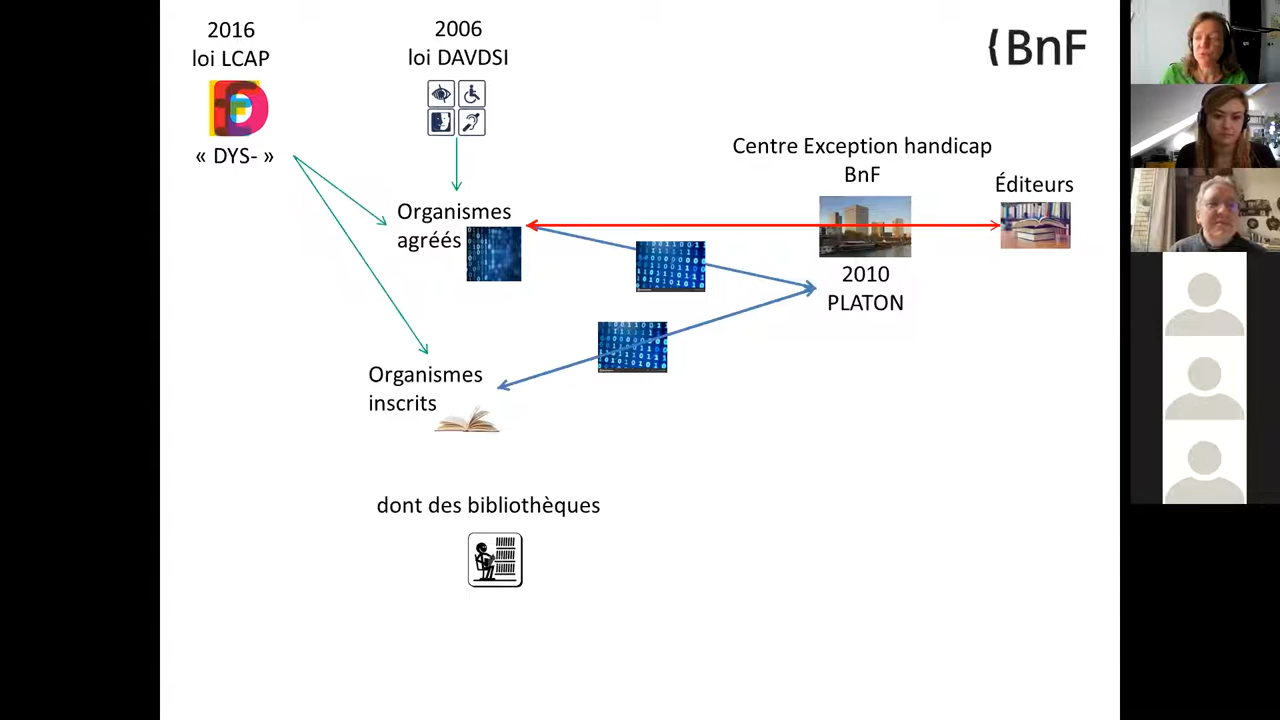 2016
loi LCAP
« DYS- »
2006
loi DAVDSI
{BnF
Centre Exception handicap
BnF
Éditeurs
Organismes
agréés
2010
PLATON
Organismes
inscrits
dont des bibliothèques